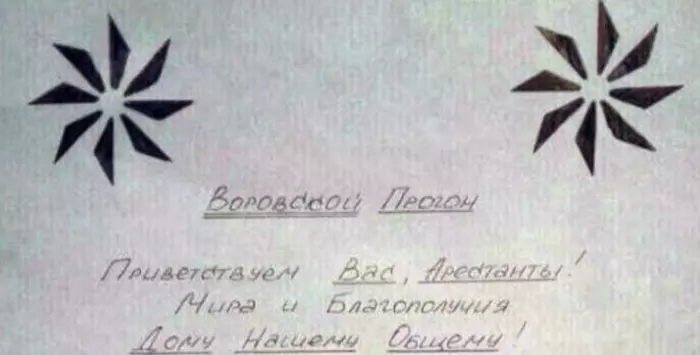 Воровской Прогон
Приветствуем Вас, Арестанты!
Мира и Благополучия
Дому Нашему Общему!